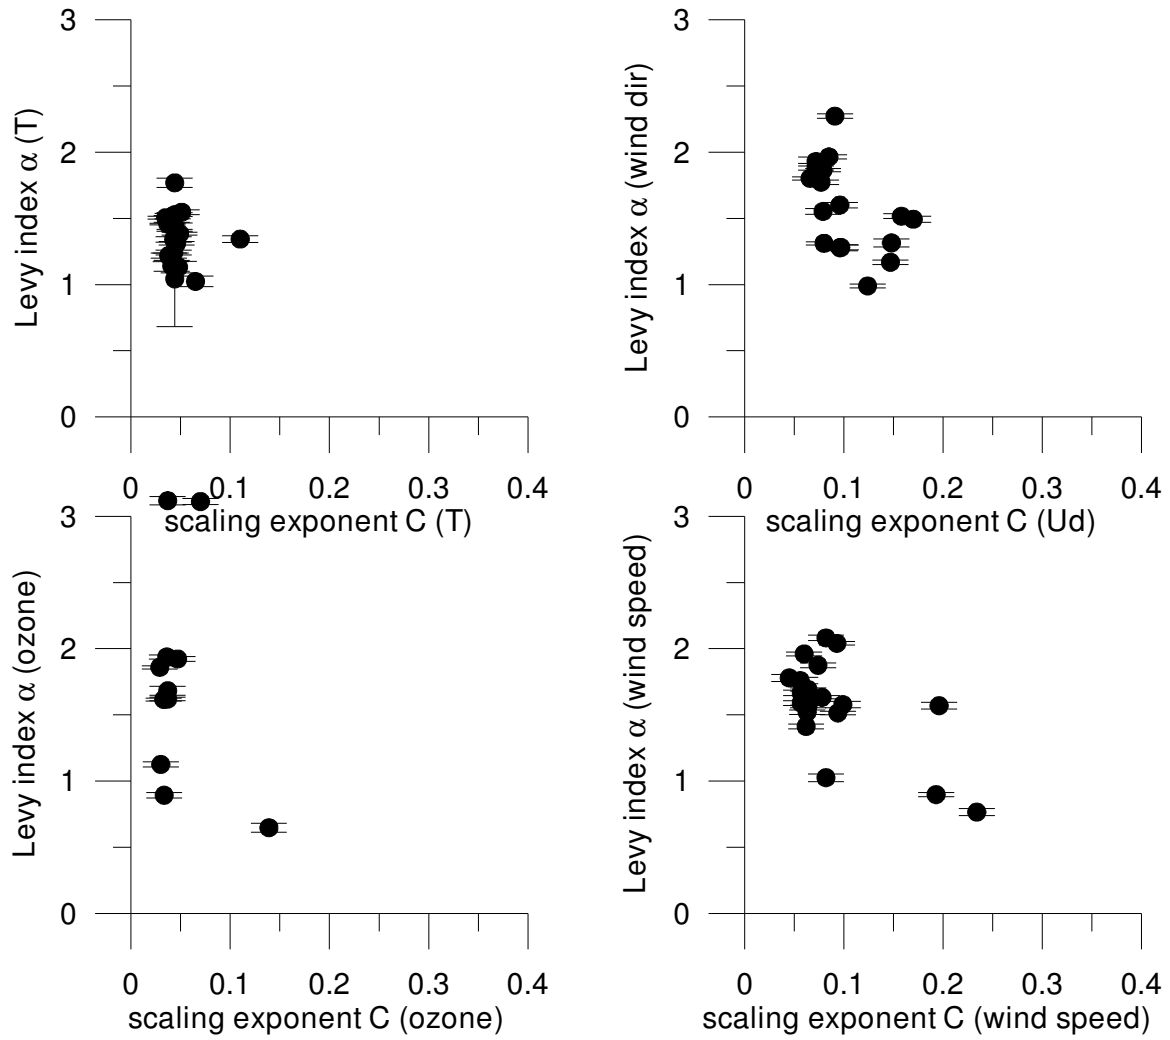 3
2
1
0
Levy index α (T)
0 0.1 0.2 0.3 0.4
scaling exponent C (T)
3
2
1
0
Levy index α (wind dir)
0 0.1 0.2 0.3 0.4
scaling exponent C (Ud)
3
2
1
0
Levy index α (ozone)
0 0.1 0.2 0.3 0.4
scaling exponent C (ozone)
3
2
1
0
Levy index α (wind speed)
0 0.1 0.2 0.3 0.4
scaling exponent C (wind speed)